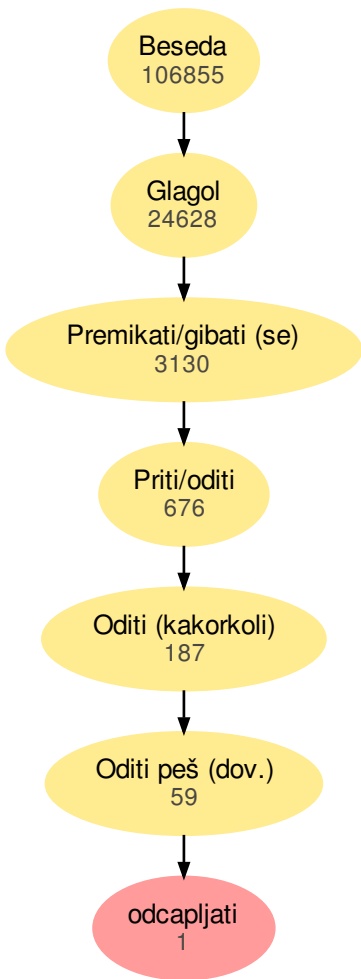 Beseda
106855
Glagol
24628
Premikati/gibati (se)
3130
Priti/oditi
676
Oditi (kakorkoli)
187
Oditi peš (dov.)
59
odcapljati
1